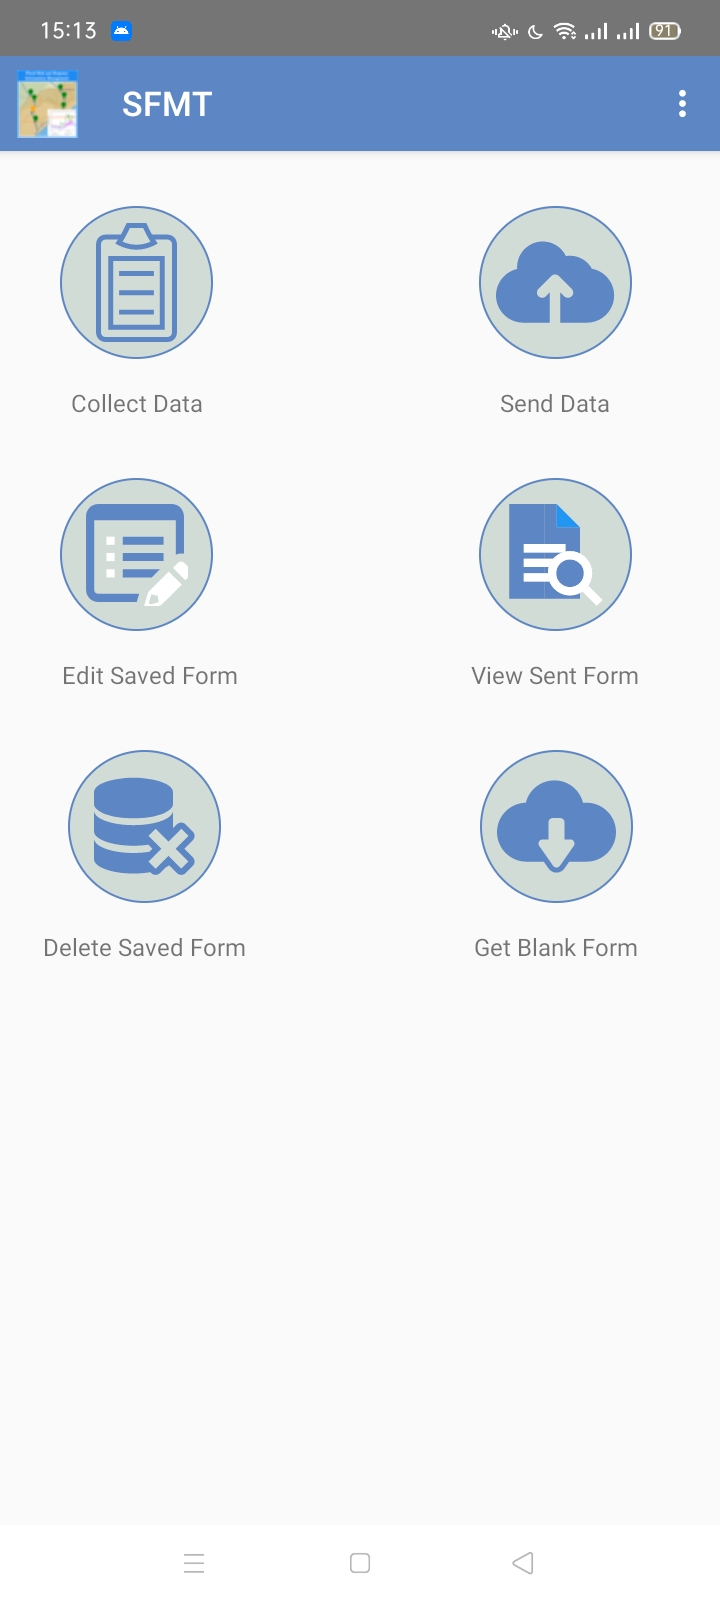 15:13
91
SFMT
Collect Data
Send Data
Edit Saved Form
View Sent Form
Delete Saved Form
Get Blank Form